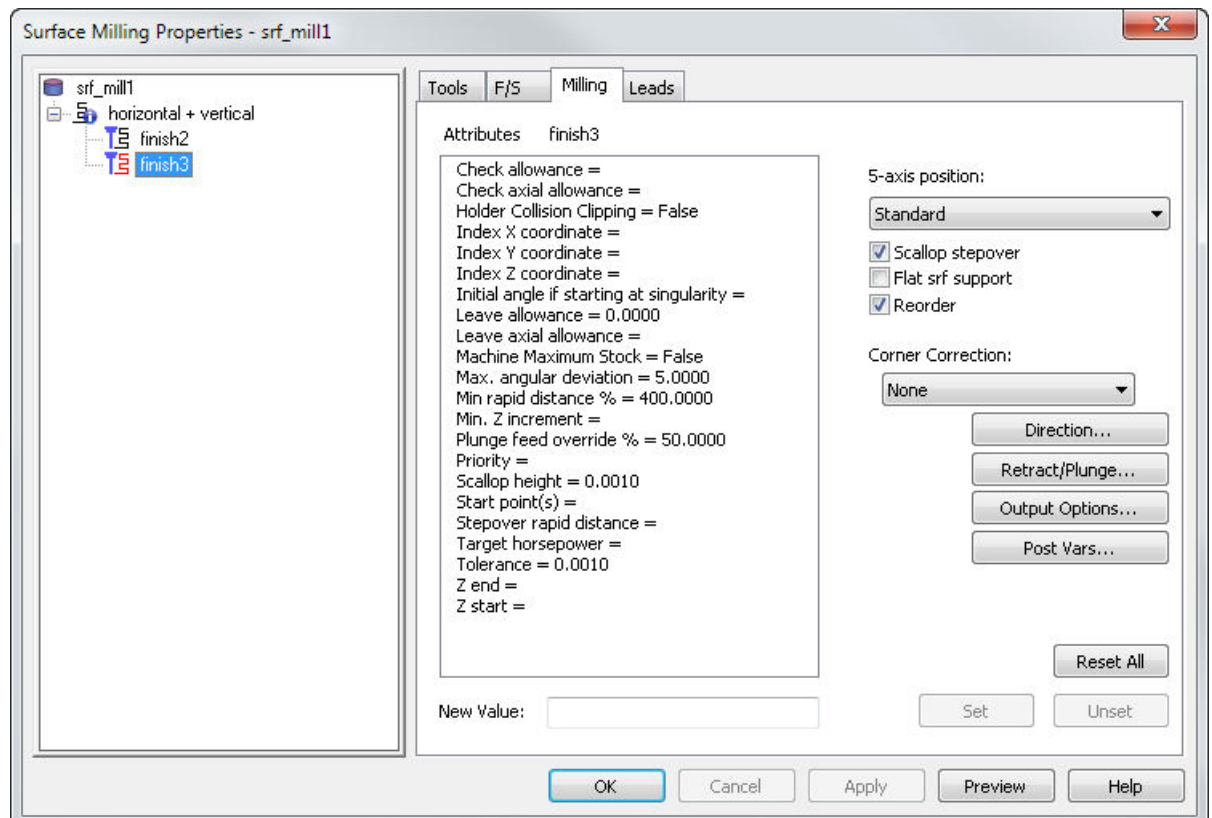 Surface Milling Properties - srf_mill1
srf_mill1
horizontal + vertical
finish2
finish3
Tools F/S Milling Leads
Attributes finish3
Check allowance =
Check axial allowance =
Holder Collision Clipping = False
Index X coordinate =
Index Y coordinate =
Index Z coordinate =
Initial angle if starting at singularity =
Leave allowance = 0.0000
Leave axial allowance =
Machine Maximum Stock = False
Max. angular deviation = 5.0000
Min rapid distance % = 400.0000
Min. Z increment =
Plunge feed override % = 50.0000
Priority =
Scallop height = 0.0010
Start point(s) =
Stepover rapid distance =
Target horsepower =
Tolerance = 0.0010
Z end =
Z start =
5-axis position:
Standard
Scallop stepover
Flat srf support
Reorder
Corner Correction:
None
Direction...
Retract/Plunge...
Output Options...
Post Vars...
Reset All
New Value:
Set Unset
OK Cancel Apply Preview Help